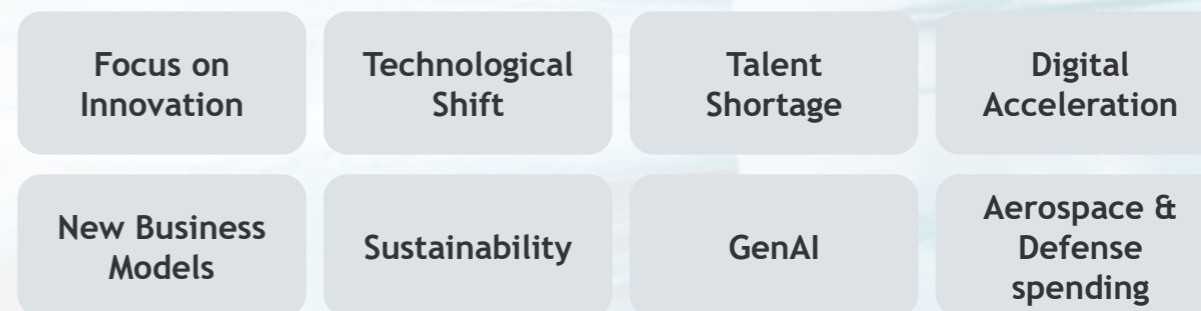 Focus on
Innovation
Technological
Shift
Talent
Shortage
Digital
Acceleration
New Business
Models
Sustainability
GenAI
Aerospace &
Defense
spending